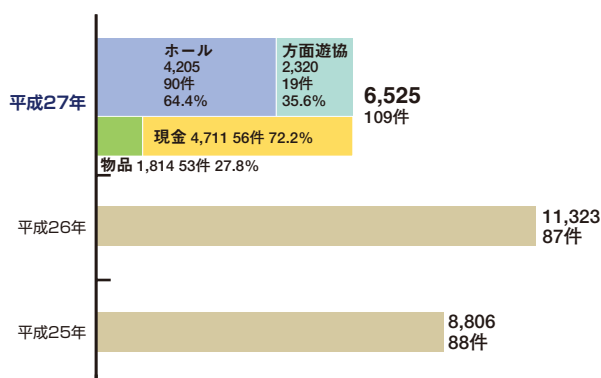 ホール
4,205
90件
64.4%
方面遊協
2,320
19件
35.6%
平成27年
6,525
109件
現金 4,711 56件 72.2%
物品 1,814 53件 27.8%
平成26年
11,323
87件
平成25年
8,806
88件